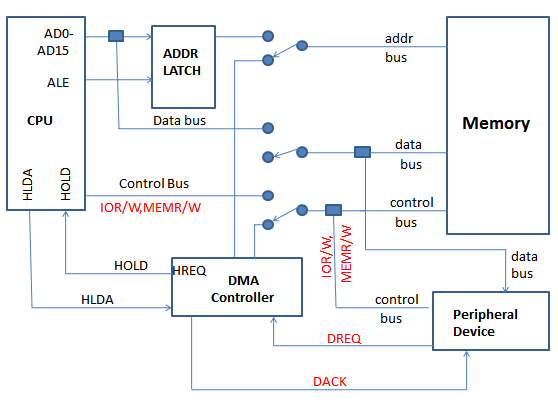 AD0-
AD15
ADDR
LATCH
addr
bus
ALE
CPU
Data bus
Memory
data
bus
HLDA
HOLD
Control Bus
IOR/W,MEMR/W
control
bus
IOR/W,
MEMR/W
HOLD
HREQ
DMA
Controller
data
bus
HLDA
control
bus
Peripheral
Device
DREQ
DACK